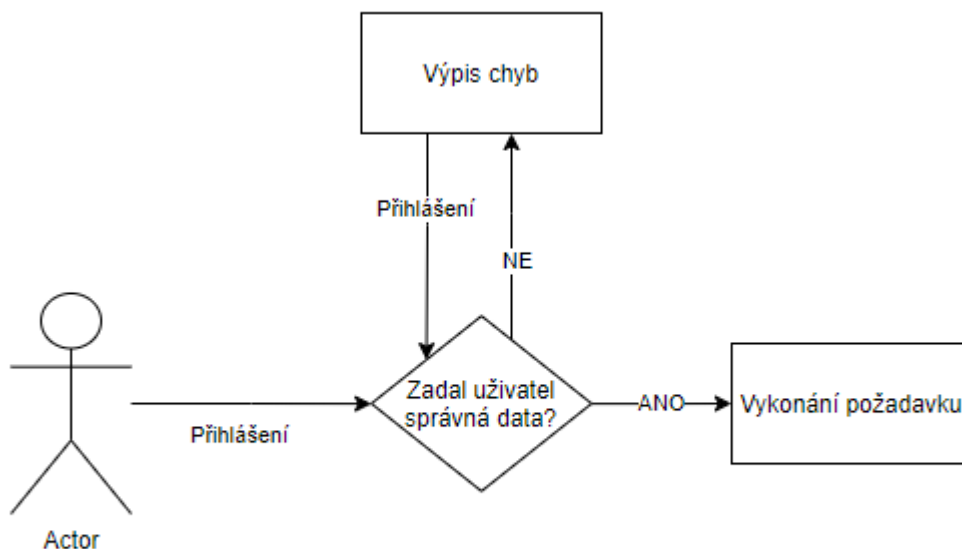 Výpis chyb
Přihlášení
NE
Zadal uživatel
správná data?
ANO
Vykonání požadavku
Přihlášení
Actor